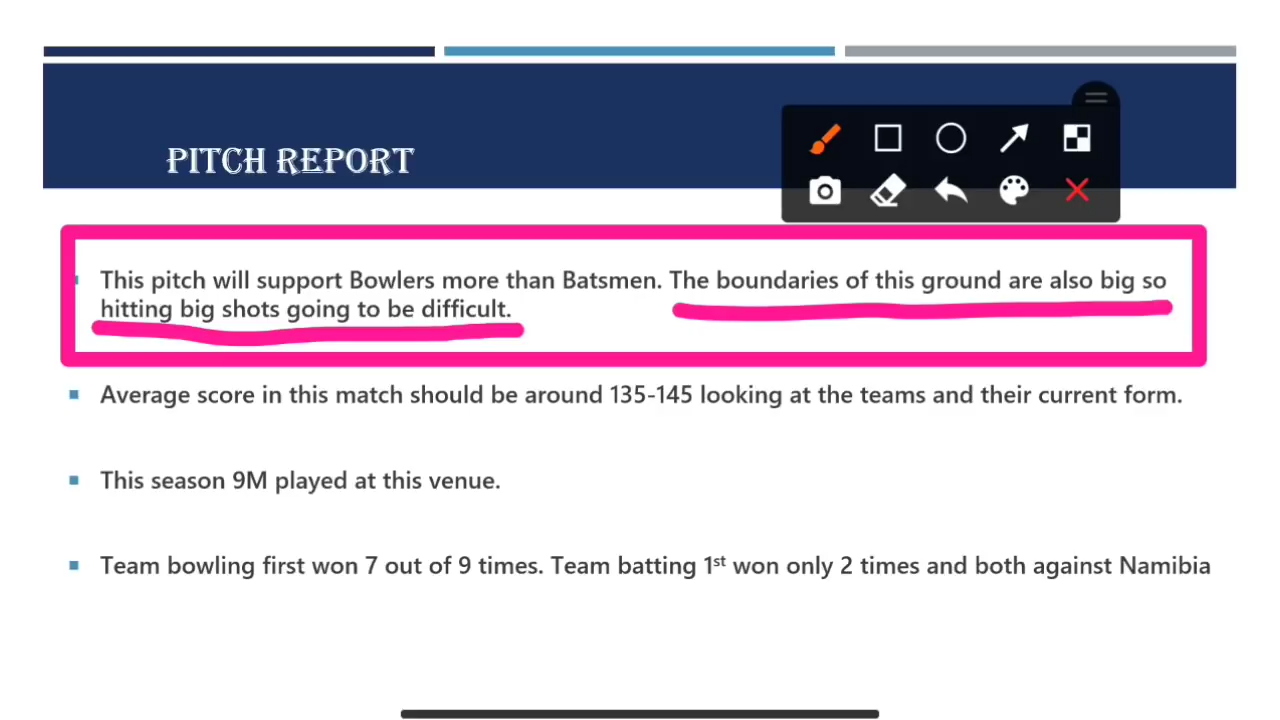 PITCH REPORT
This pitch will support Bowlers more than Batsmen. The boundaries of this ground are also big so
hitting big shots going to be difficult.
Average score in this match should be around 135-145 looking at the teams and their current form.
This season 9M played at this venue.
Team bowling first won 7 out of 9 times. Team batting 1st won only 2 times and both against Namibia